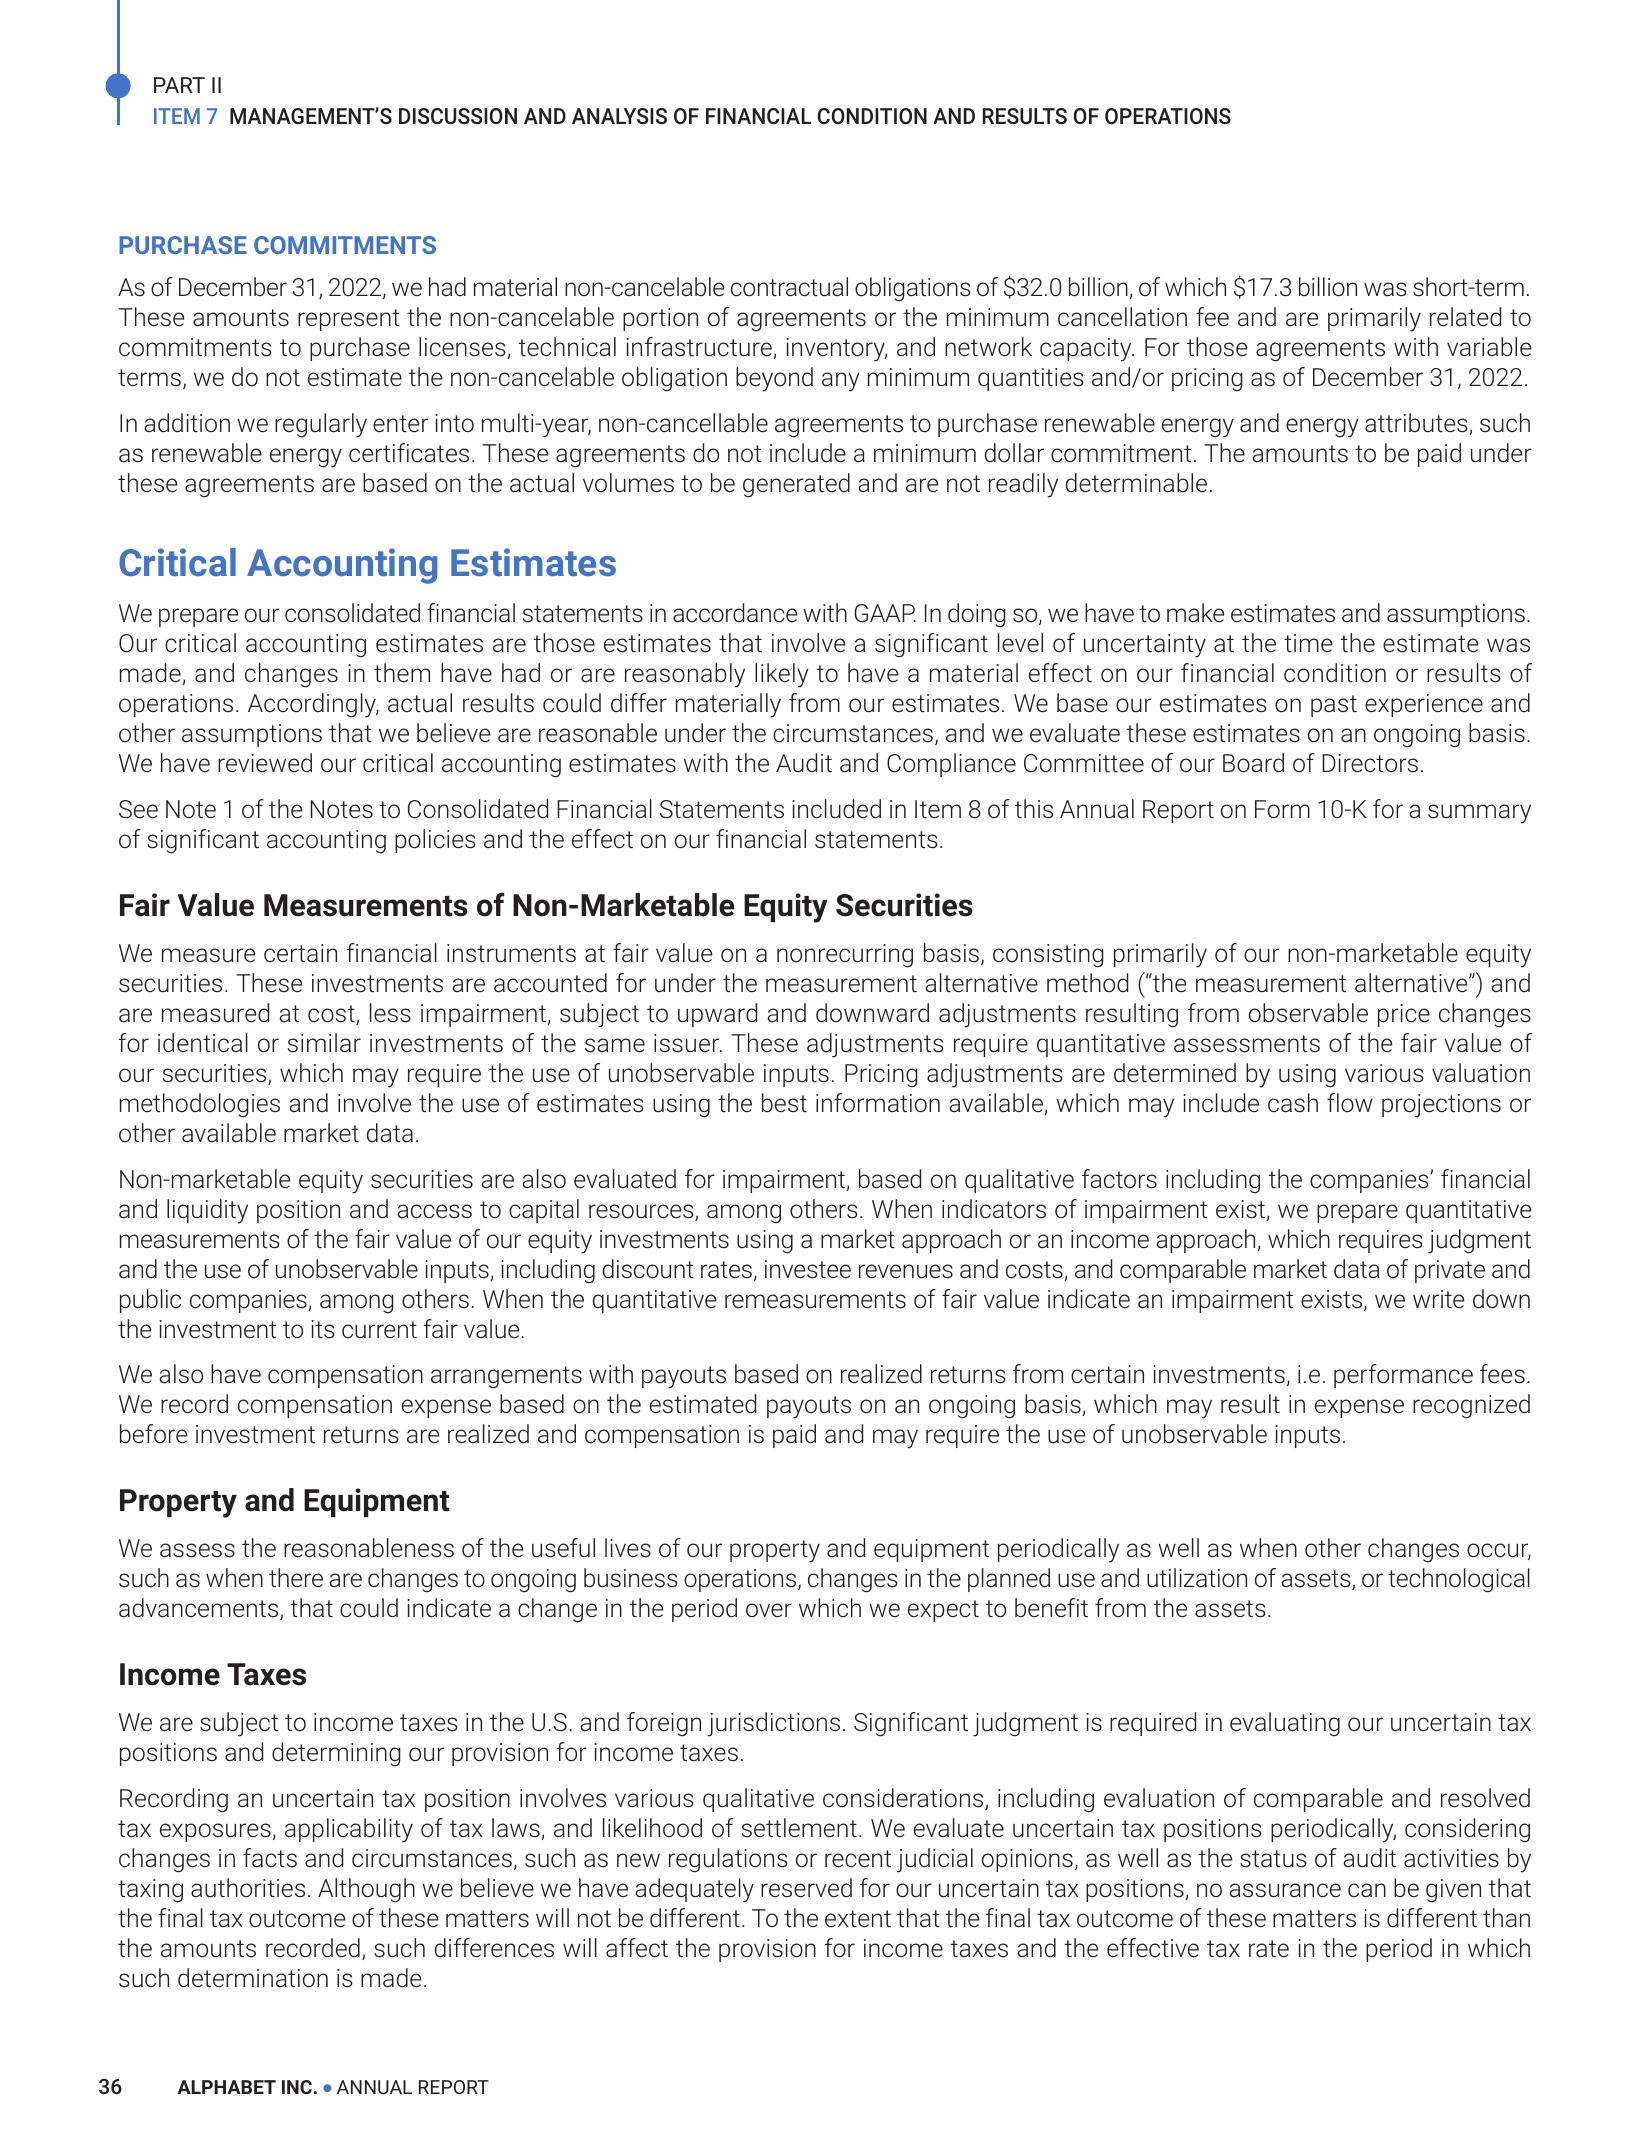 PART II
ITEM 7 MANAGEMENT’S DISCUSSION AND ANALYSIS OF FINANCIAL CONDITION AND RESULTS OF OPERATIONS
PURCHASE COMMITMENTS
As of December 31, 2022, we had material non-cancelable contractual obligations of $32.0 billion, of which $17.3 billion was short-term.
These amounts represent the non-cancelable portion of agreements or the minimum cancellation fee and are primarily related to
commitments to purchase licenses, technical infrastructure, inventory, and network capacity. For those agreements with variable
terms, we do not estimate the non-cancelable obligation beyond any minimum quantities and/or pricing as of December 31, 2022.
In addition we regularly enter into multi-year, non-cancellable agreements to purchase renewable energy and energy attributes, such
as renewable energy certificates. These agreements do not include a minimum dollar commitment. The amounts to be paid under
these agreements are based on the actual volumes to be generated and are not readily determinable.
Critical Accounting Estimates
We prepare our consolidated financial statements in accordance with GAAP. In doing so, we have to make estimates and assumptions.
Our critical accounting estimates are those estimates that involve a significant level of uncertainty at the time the estimate was
made, and changes in them have had or are reasonably likely to have a material effect on our financial condition or results of
operations. Accordingly, actual results could differ materially from our estimates. We base our estimates on past experience and
other assumptions that we believe are reasonable under the circumstances, and we evaluate these estimates on an ongoing basis.
We have reviewed our critical accounting estimates with the Audit and Compliance Committee of our Board of Directors.
See Note 1 of the Notes to Consolidated Financial Statements included in Item 8 of this Annual Report on Form 10-K for a summary
of significant accounting policies and the effect on our financial statements.
Fair Value Measurements of Non-Marketable Equity Securities
We measure certain financial instruments at fair value on a nonrecurring basis, consisting primarily of our non-marketable equity
securities. These investments are accounted for under the measurement alternative method (“the measurement alternative”) and
are measured at cost, less impairment, subject to upward and downward adjustments resulting from observable price changes
for identical or similar investments of the same issuer. These adjustments require quantitative assessments of the fair value of
our securities, which may require the use of unobservable inputs. Pricing adjustments are determined by using various valuation
methodologies and involve the use of estimates using the best information available, which may include cash flow projections or
other available market data.
Non-marketable equity securities are also evaluated for impairment, based on qualitative factors including the companies’ financial
and liquidity position and access to capital resources, among others. When indicators of impairment exist, we prepare quantitative
measurements of the fair value of our equity investments using a market approach or an income approach, which requires judgment
and the use of unobservable inputs, including discount rates, investee revenues and costs, and comparable market data of private and
public companies, among others. When the quantitative remeasurements of fair value indicate an impairment exists, we write down
the investment to its current fair value.
We also have compensation arrangements with payouts based on realized returns from certain investments, i.e. performance fees.
We record compensation expense based on the estimated payouts on an ongoing basis, which may result in expense recognized
before investment returns are realized and compensation is paid and may require the use of unobservable inputs.
Property and Equipment
We assess the reasonableness of the useful lives of our property and equipment periodically as well as when other changes occur,
such as when there are changes to ongoing business operations, changes in the planned use and utilization of assets, or technological
advancements, that could indicate a change in the period over which we expect to benefit from the assets.
Income Taxes
We are subject to income taxes in the U.S. and foreign jurisdictions. Significant judgment is required in evaluating our uncertain tax
positions and determining our provision for income taxes.
Recording an uncertain tax position involves various qualitative considerations, including evaluation of comparable and resolved
tax exposures, applicability of tax laws, and likelihood of settlement. We evaluate uncertain tax positions periodically, considering
changes in facts and circumstances, such as new regulations or recent judicial opinions, as well as the status of audit activities by
taxing authorities. Although we believe we have adequately reserved for our uncertain tax positions, no assurance can be given that
the final tax outcome of these matters will not be different. To the extent that the final tax outcome of these matters is different than
the amounts recorded, such differences will affect the provision for income taxes and the effective tax rate in the period in which
such determination is made.
36 ALPHABET INC. • ANNUAL REPORT